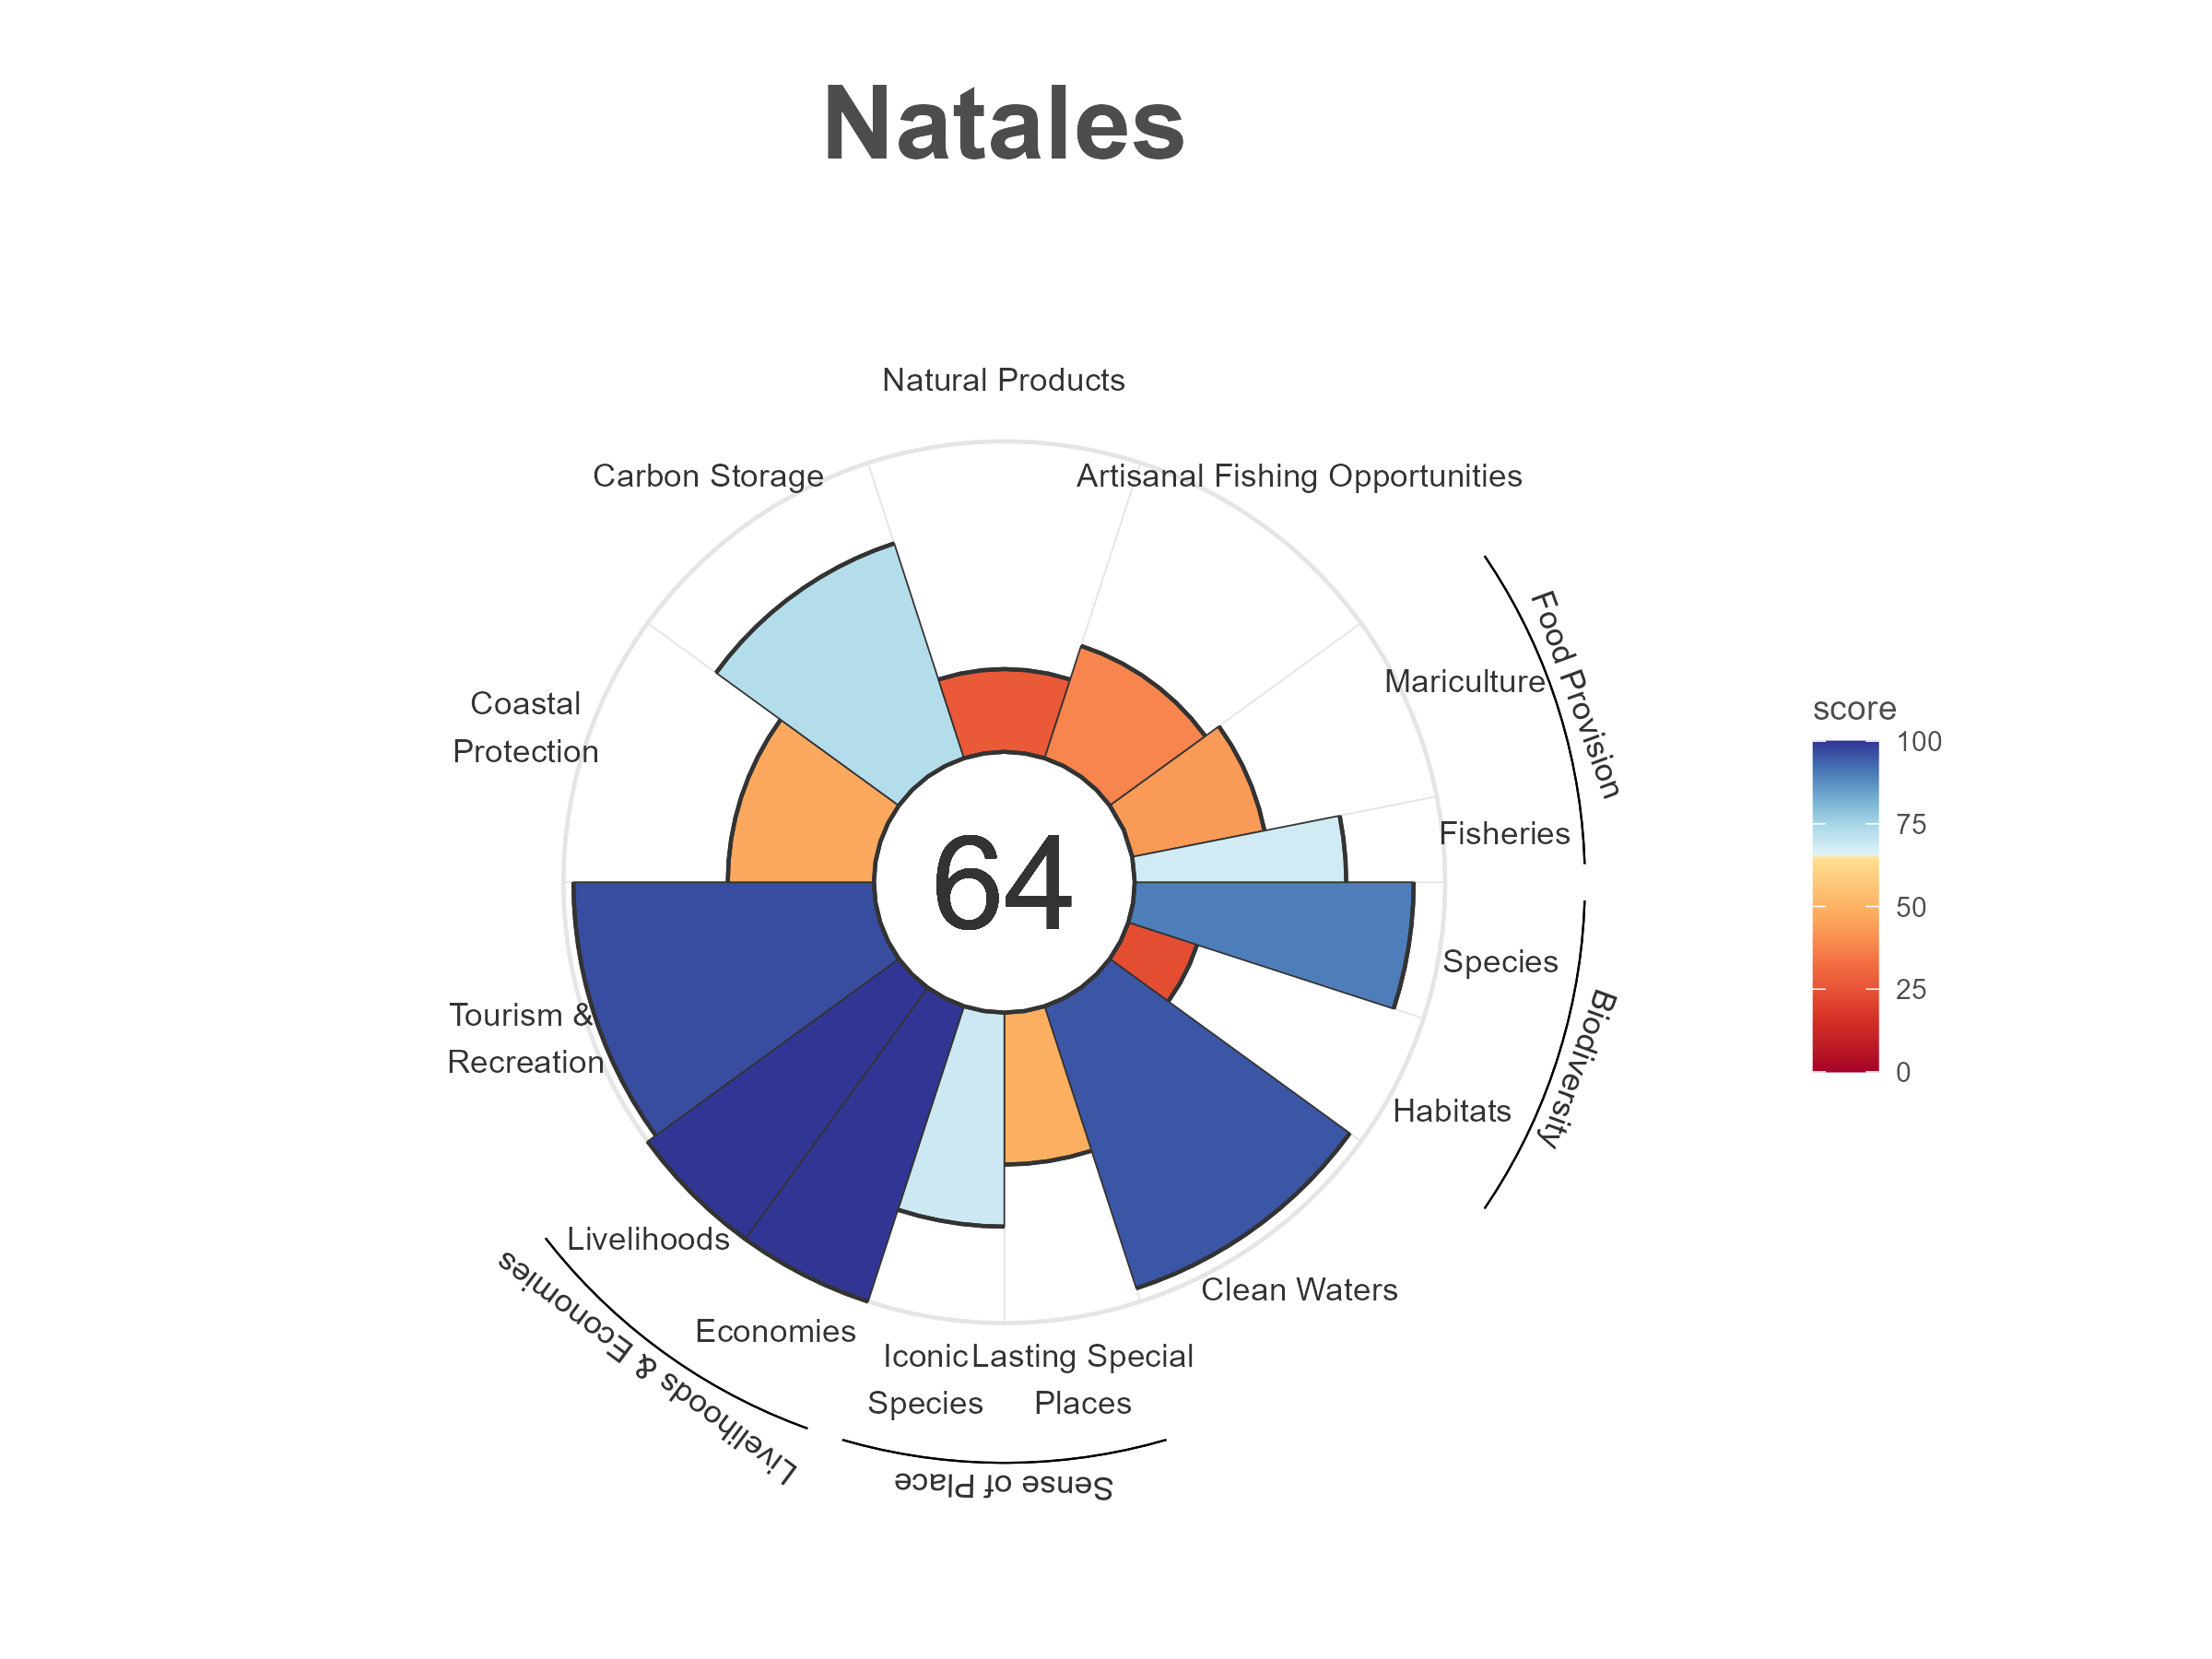 Natales
Natural Products
Carbon Storage
Artisanal Fishing Opportunities
Food Provision
Mariculture
Coastal
Protection
Fisheries
64
Species
Biodiversity
Habitats
Tourism &
Recreation
Livelihoods
Economies
Livelihoods & Economies
Clean Waters
Iconic
Species
Lasting Special
Places
Sense of Place
score
100
75
50
25
0